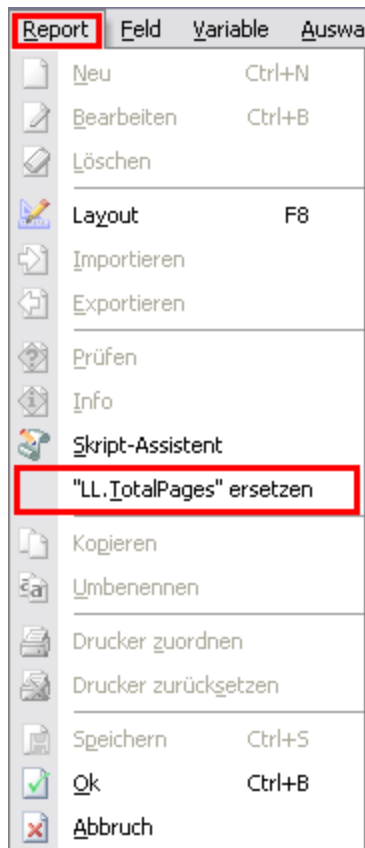 Report Feld Variable Auswa
Neu Ctrl+N
Bearbeiten Ctrl+B
Löschen
Layout F8
Importieren
Exportieren
Prüfen
Info
Skript-Assistent
"LL.TotalPages" ersetzen
Kopieren
Umbenennen
Drucker zuordnen
Drucker zurücksetzen
Speichern Ctrl+S
Ok Ctrl+B
Abbruch